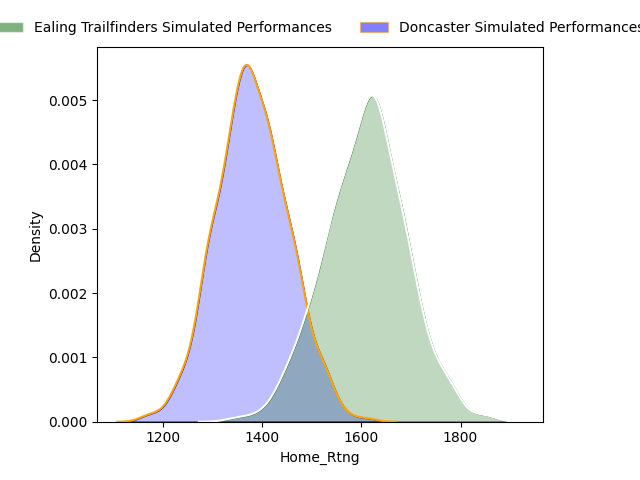 Ealing Trailfinders Simulated Performances
Doncaster Simulated Performances
0.005
0.004
0.003
0.002
0.001
0.000
Density
1200
1400
1600
1800
Home_Rtng